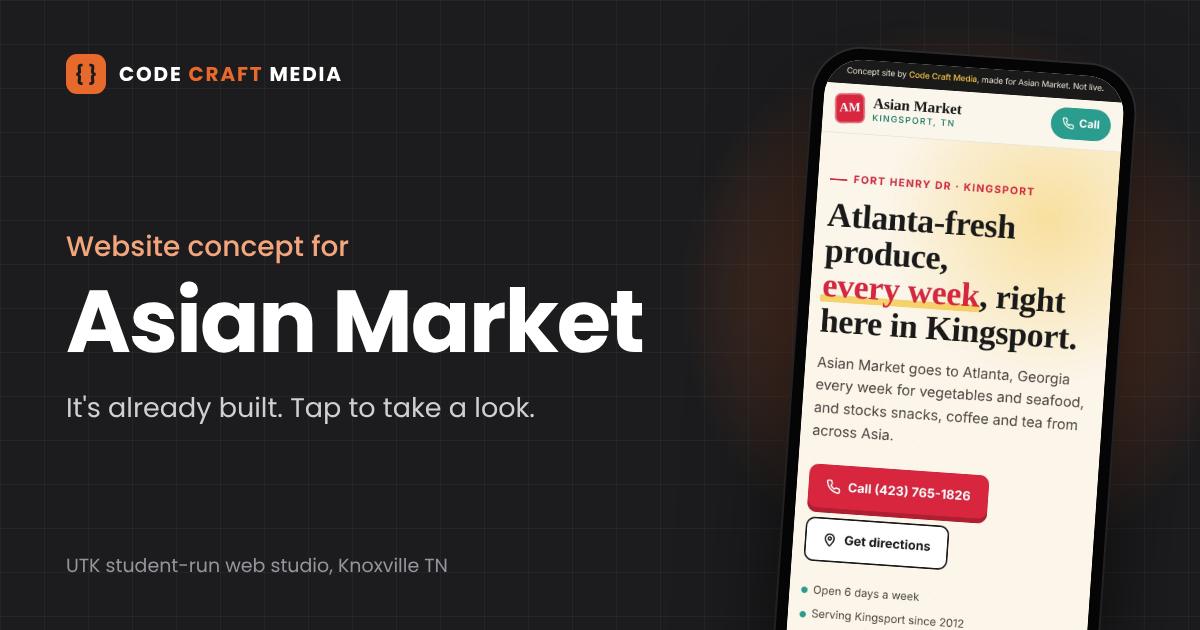 { } CODE CRAFT MEDIA
Website concept for
Asian Market
It's already built. Tap to take a look.
UTK student-run web studio, Knoxville TN
Concept site by Code Craft Media, made for Asian Market. Not live.
AM
Asian Market
KINGSPORT, TN
Call
FORT HENRY DR · KINGSPORT
Atlanta-fresh
produce,
every week, right
here in Kingsport.
Asian Market goes to Atlanta, Georgia
every week for vegetables and seafood,
and stocks snacks, coffee and tea from
across Asia.
Call (423) 765-1826
Get directions
Open 6 days a week
Serving Kingsport since 2012